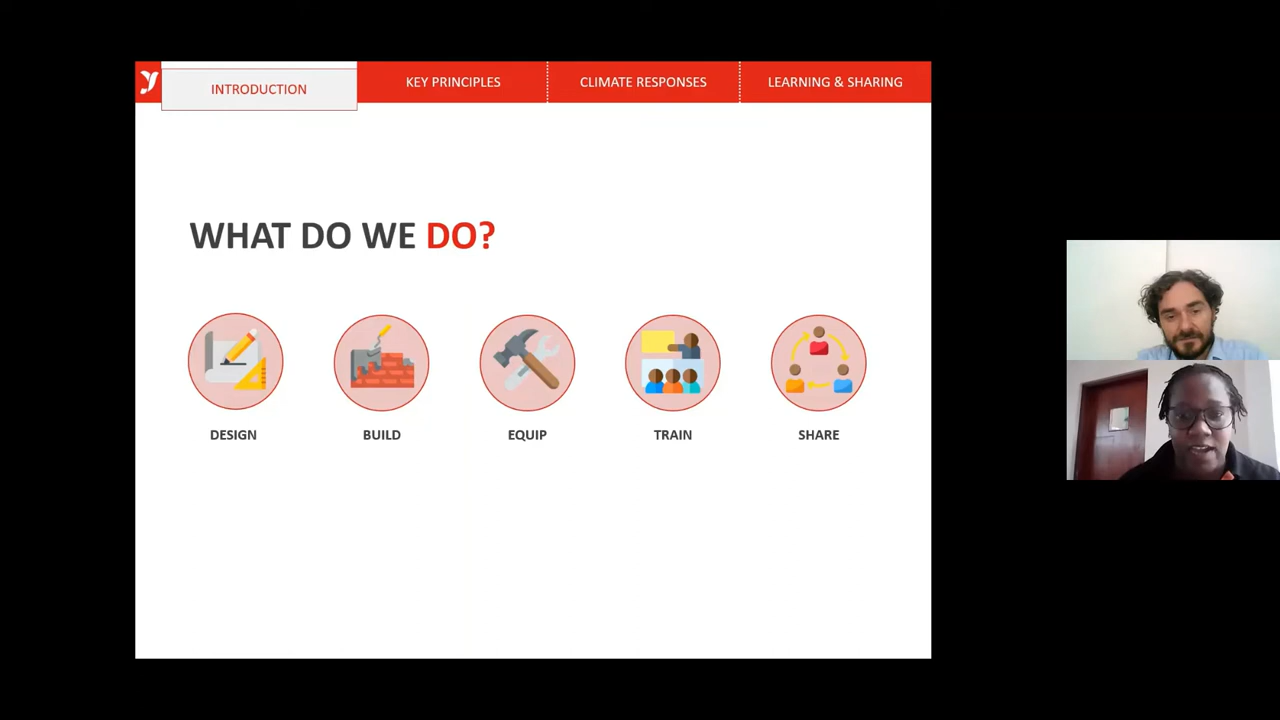 INTRODUCTION
KEY PRINCIPLES
CLIMATE RESPONSES
LEARNING & SHARING
WHAT DO WE DO?
DESIGN
BUILD
EQUIP
TRAIN
SHARE